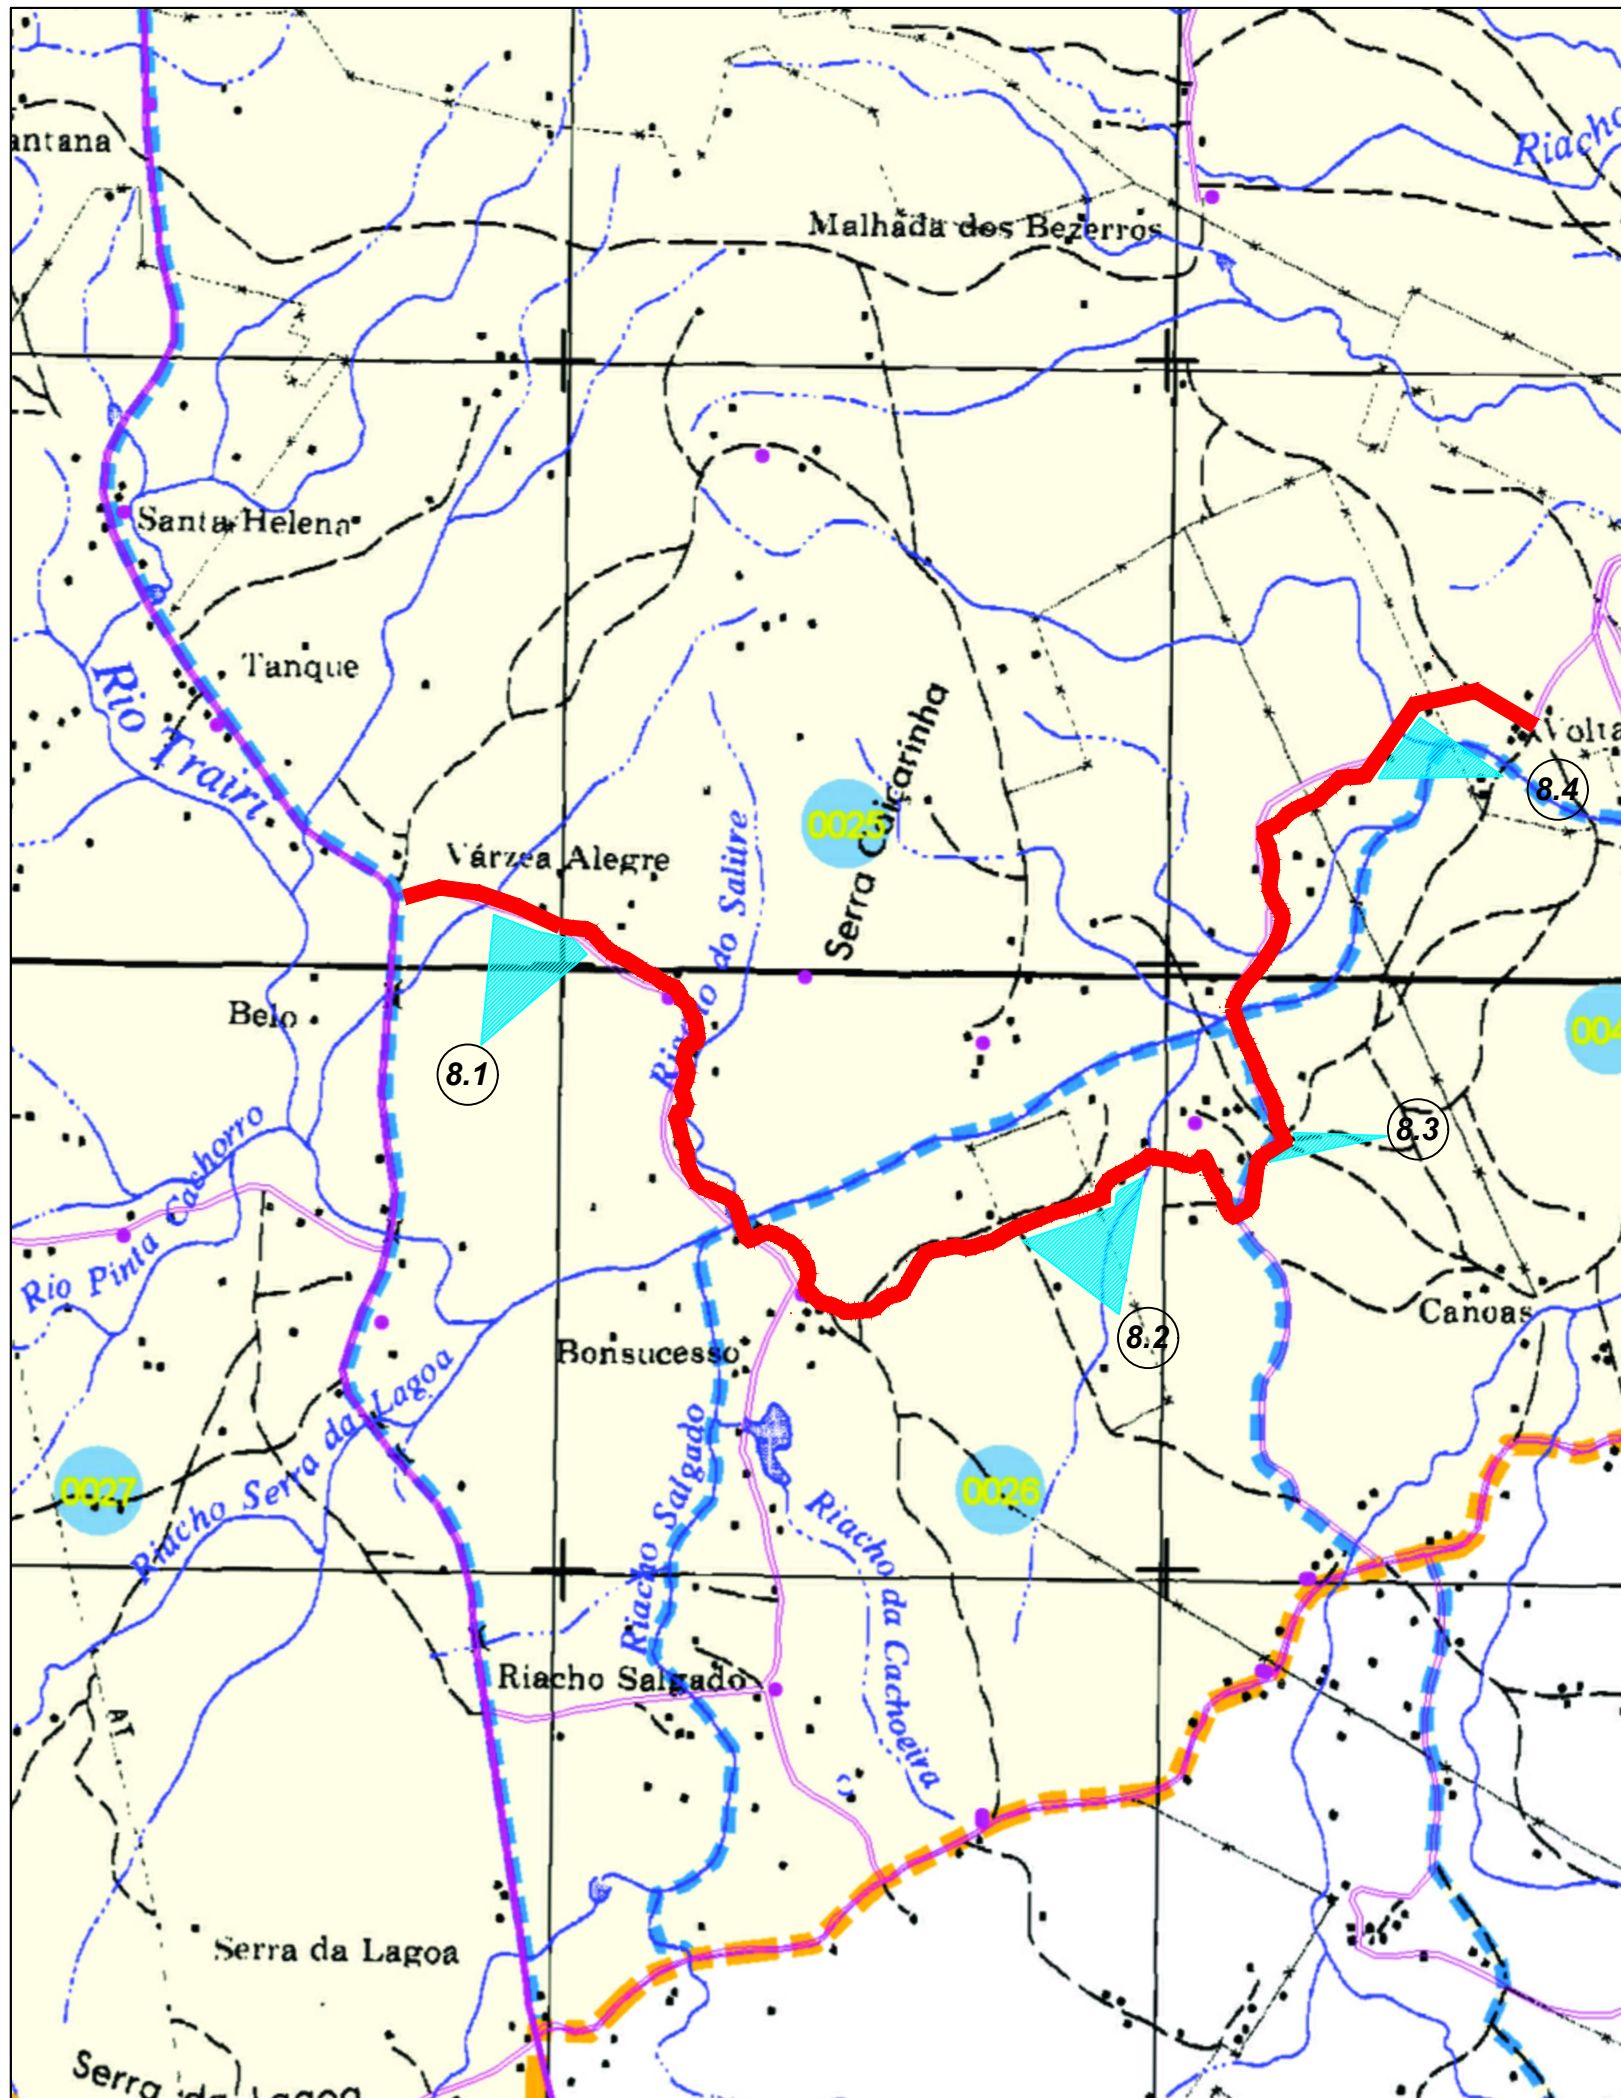 antana
Riacho
Malhada dos Bezerros
Santa Helena
Tanque
Rio Trairi
Volta
8.4
0025
Serra Caiçarinha
Várzea Alegre
Riacho do Salitre
Belo
004
8.1
8.3
Rio Pinta Cachorro
Canoas
8.2
Bonsucesso
Riacho Serra da Lagoa
Riacho Salgado
0027
0026
Riacho da Cachoeira
Riacho Salgado
AT
Serra da Lagoa
Serra da Lagoa